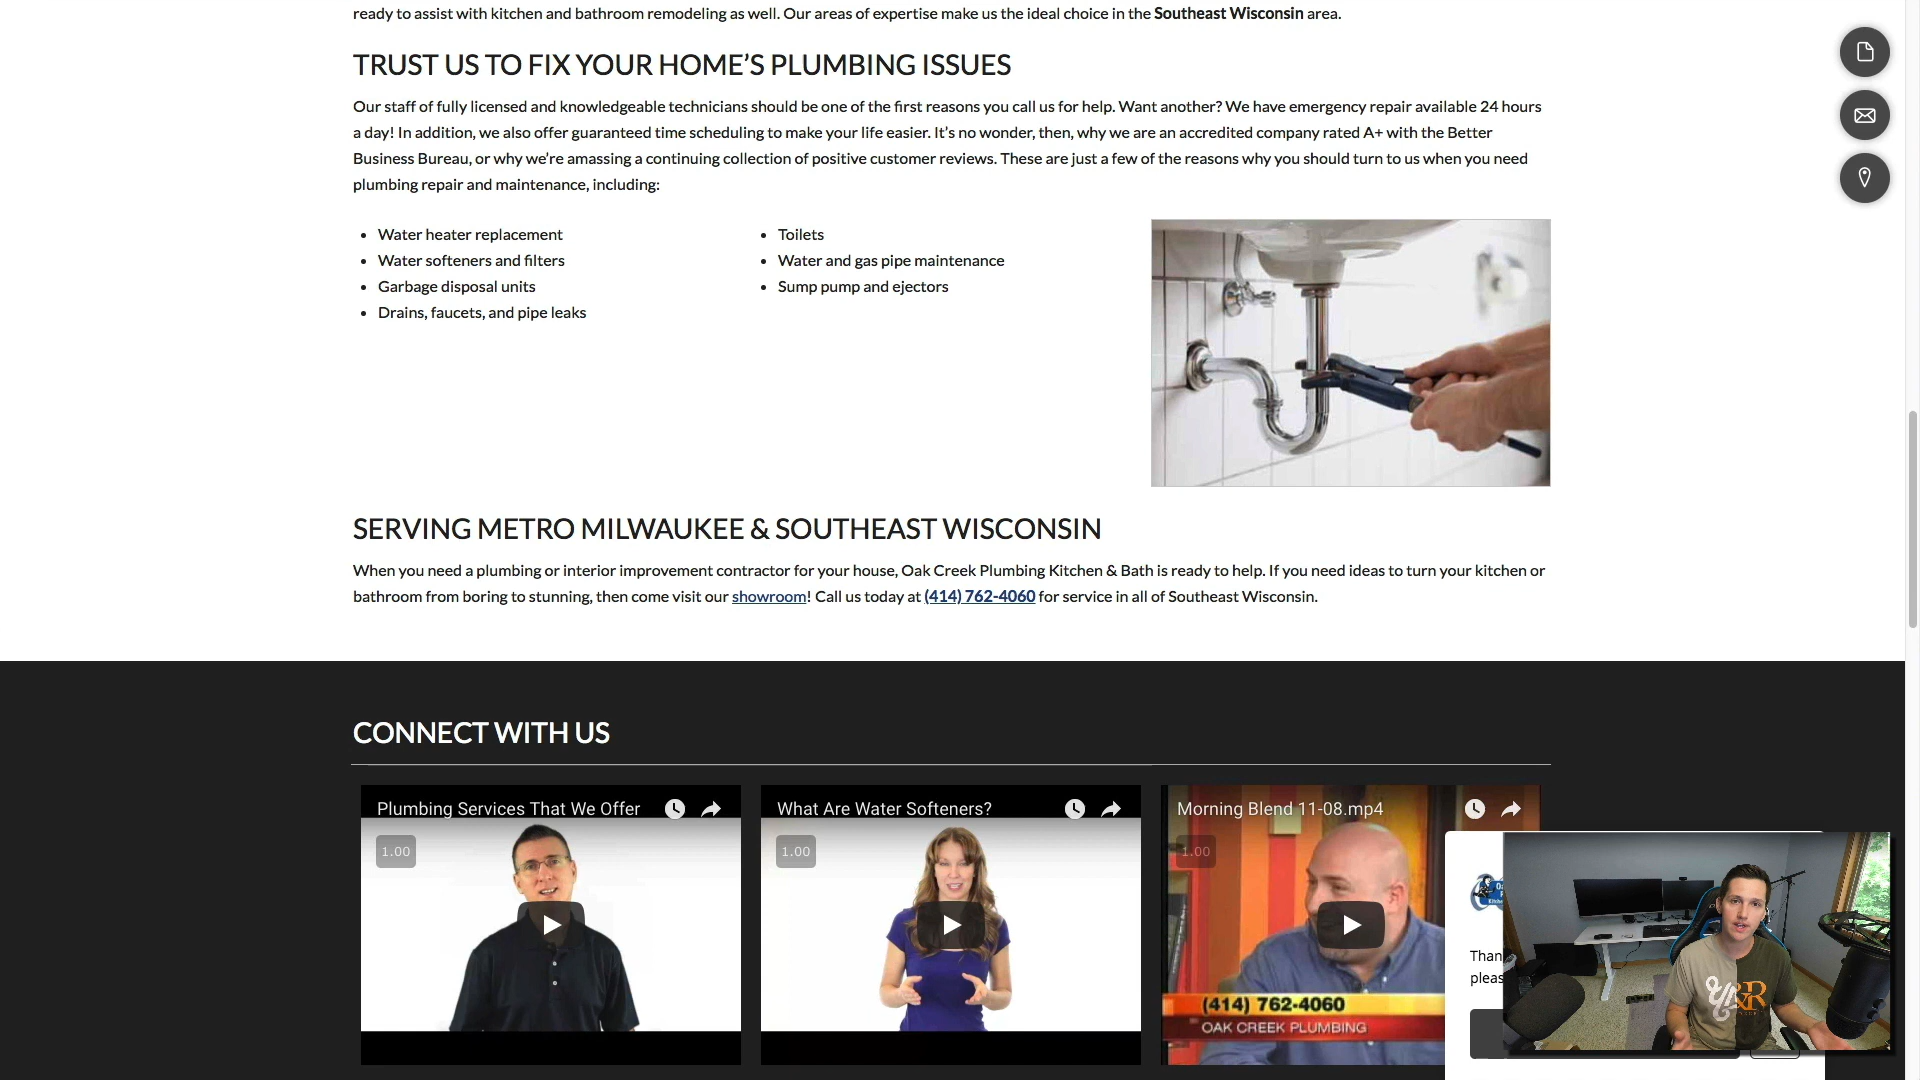 ready to assist with kitchen and bathroom remodeling as well. Our areas of expertise make us the ideal choice in the Southeast Wisconsin area.
TRUST US TO FIX YOUR HOME’S PLUMBING ISSUES
Our staff of fully licensed and knowledgeable technicians should be one of the first reasons you call us for help. Want another? We have emergency repair available 24 hours
a day! In addition, we also offer guaranteed time scheduling to make your life easier. It’s no wonder, then, why we are an accredited company rated A+ with the Better
Business Bureau, or why we’re amassing a continuing collection of positive customer reviews. These are just a few of the reasons why you should turn to us when you need
plumbing repair and maintenance, including:
• Water heater replacement
• Water softeners and filters
• Garbage disposal units
• Drains, faucets, and pipe leaks
• Toilets
• Water and gas pipe maintenance
• Sump pump and ejectors
SERVING METRO MILWAUKEE & SOUTHEAST WISCONSIN
When you need a plumbing or interior improvement contractor for your house, Oak Creek Plumbing Kitchen & Bath is ready to help. If you need ideas to turn your kitchen or
bathroom from boring to stunning, then come visit our showroom! Call us today at (414) 762-4060 for service in all of Southeast Wisconsin.
CONNECT WITH US
Plumbing Services That We Offer
1.00
What Are Water Softeners?
1.00
Morning Blend 11-08.mp4
1.00
(414) 762-4060
OAK CREEK PLUMBING
Than
pleas